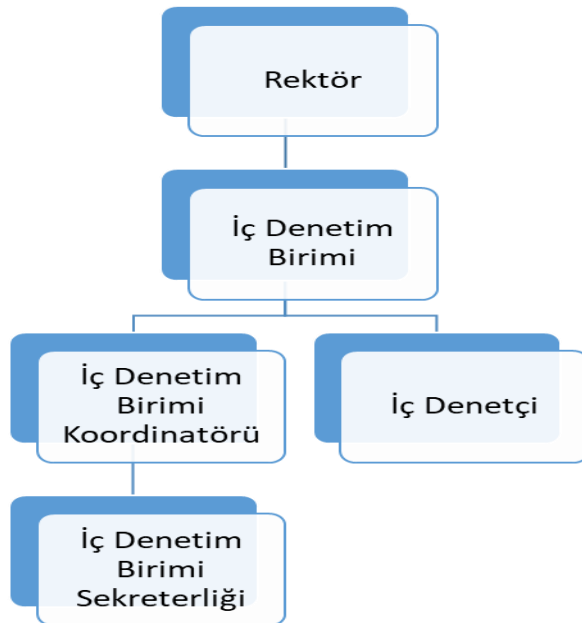 Rektör
İç Denetim
Birimi
İç Denetim
Birimi
Koordinatörü
İç Denetçi
İç Denetim
Birimi
Sekreterliği